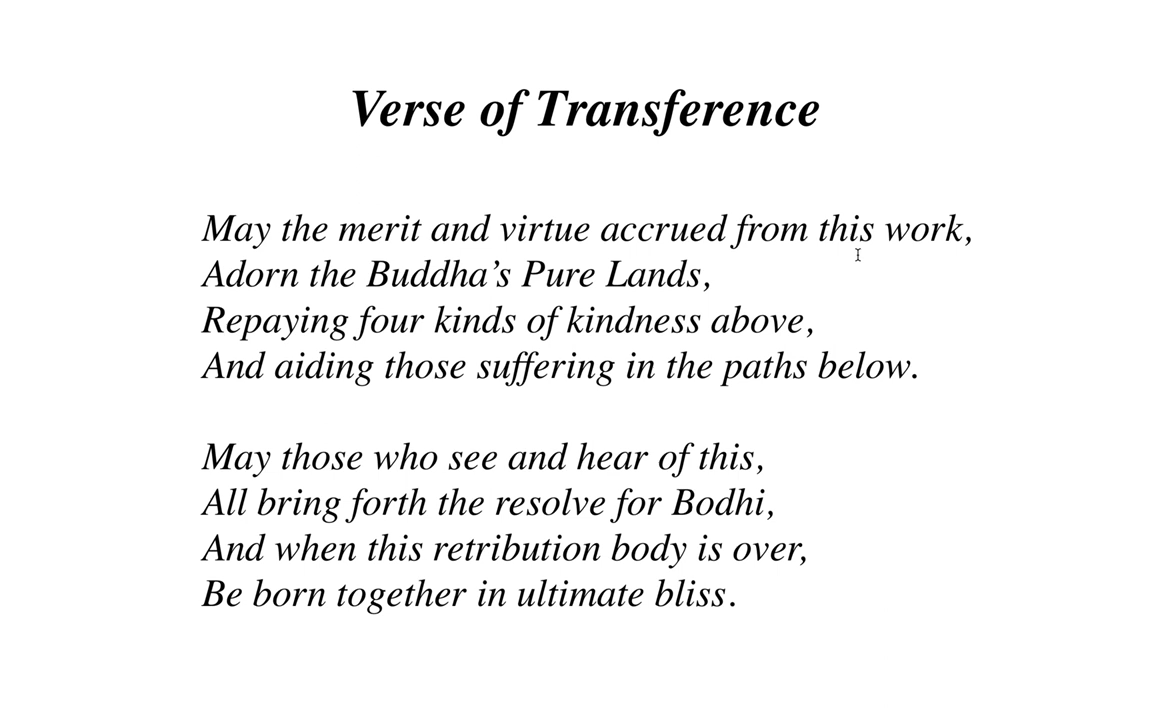 Verse of Transference
May the merit and virtue accrued from this work,
Adorn the Buddha’s Pure Lands,
Repaying four kinds of kindness above,
And aiding those suffering in the paths below.
May those who see and hear of this,
All bring forth the resolve for Bodhi,
And when this retribution body is over,
Be born together in ultimate bliss.